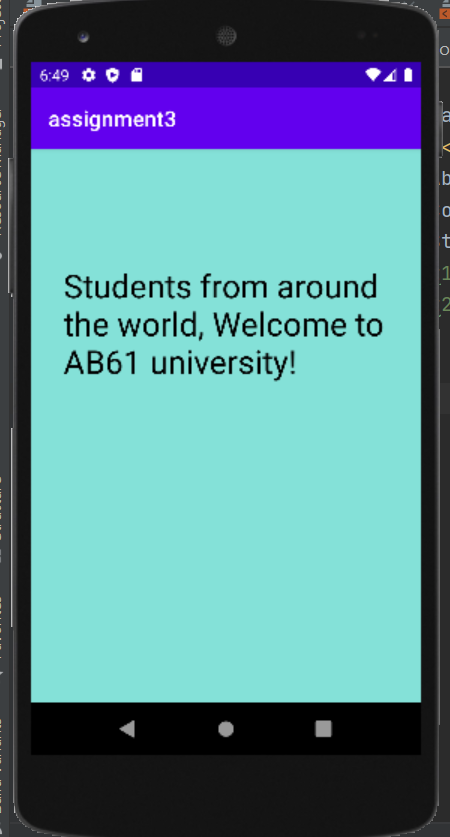 6:49
assignment3
Students from around
the world, Welcome to
AB61 university!